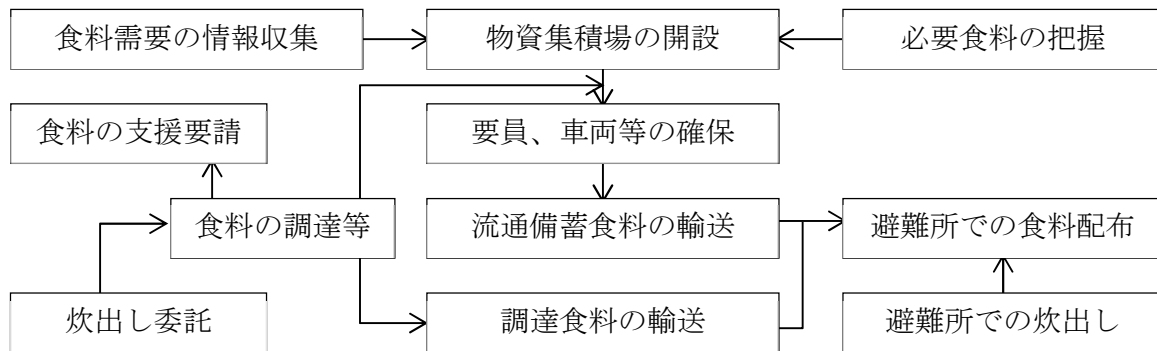 食料需要の情報収集
物資集積場の開設
必要食料の把握
食料の支援要請
要員、車両等の確保
食料の調達等
流通備蓄食料の輸送
避難所での食料配布
炊出し委託
調達食料の輸送
避難所での炊出し